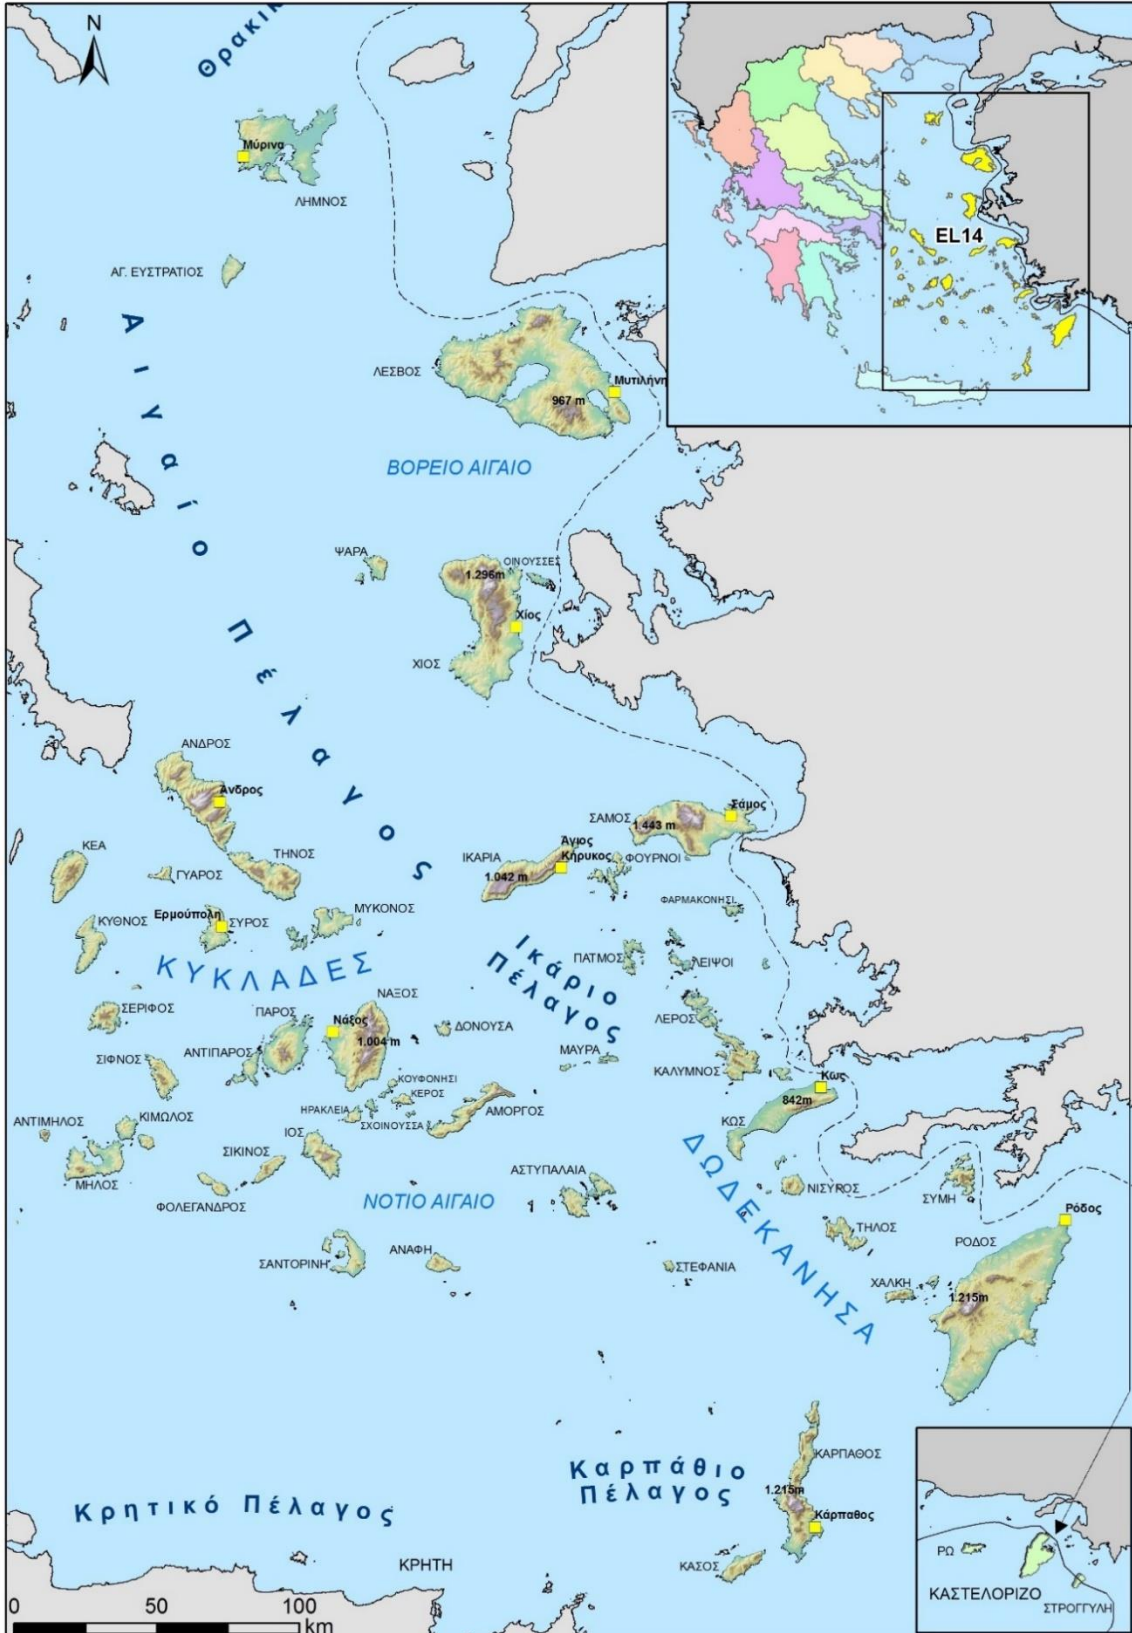 N
Θρακικ
Μύρινα
ΛΗΜΝΟΣ
ΑΓ. ΕΥΣΤΡΑΤΙΟΣ
EL14
Αιγαίο Πέλαγος
ΛΕΣΒΟΣ
Μυτιλήνη
967 m
ΒΟΡΕΙΟ ΑΙΓΑΙΟ
ΨΑΡΑ
ΟΙΝΟΥΣΣΕΣ
1.296m
Χίος
ΧΙΟΣ
ΑΝΔΡΟΣ
Άνδρος
ΣΑΜΟΣ
Σάμος
1 443 m
ΚΕΑ
ΤΗΝΟΣ
ΓΥΑΡΟΣ
ΙΚΑΡΙΑ
Άγιος
Κήρυκος
1.042 m
ΦΟΥΡΝΟΙ
ΦΑΡΜΑΚΟΝΗΣΙ
ΚΥΘΝΟΣ
Ερμούπολη
ΣΥΡΟΣ
ΜΥΚΟΝΟΣ
ΚΥΚΛΑΔΕΣ
Ικάριο
Πέλαγος
ΠΑΤΜΟΣ
ΛΕΙΨΟΙ
ΣΕΡΙΦΟΣ
ΠΑΡΟΣ
ΝΑΞΟΣ
Νάξος
1.004 m
ΔΟΝΟΥΣΑ
ΛΕΡΟΣ
ΣΙΦΝΟΣ
ΑΝΤΙΠΑΡΟΣ
ΜΑΥΡΑ
ΚΑΛΥΜΝΟΣ
ΚΟΥΦΟΝΗΣΙ
ΚΕΡΟΣ
Κως
842m
ΚΩΣ
ΑΝΤΙΜΗΛΟΣ
ΚΙΜΩΛΟΣ
ΗΡΑΚΛΕΙΑ
ΣΧΟΙΝΟΥΣΣΑ
ΑΜΟΡΓΟΣ
ΙΟΣ
ΣΙΚΙΝΟΣ
ΜΗΛΟΣ
ΦΟΛΕΓΑΝΔΡΟΣ
ΝΟΤΙΟ ΑΙΓΑΙΟ
ΑΣΤΥΠΑΛΑΙΑ
ΔΩΔΕΚΑΝΗΣΑ
ΝΙΣΥΡΟΣ
ΣΥΜΗ
ΤΗΛΟΣ
Ρόδος
ΡΟΔΟΣ
ΣΑΝΤΟΡΙΝΗ
ΑΝΑΦΗ
ΣΤΕΦΑΝΙΑ
ΧΑΛΚΗ
1.215m
ΚΑΡΠΑΘΟΣ
Καρπάθιο
Πέλαγος
1.215m
Κάρπαθος
Κρητικό Πέλαγος
ΚΡΗΤΗ
ΚΑΣΟΣ
ΡΩ
ΚΑΣΤΕΛΟΡΙΖΟ
ΣΤΡΟΓΓΥΛΗ
0 50 100
km